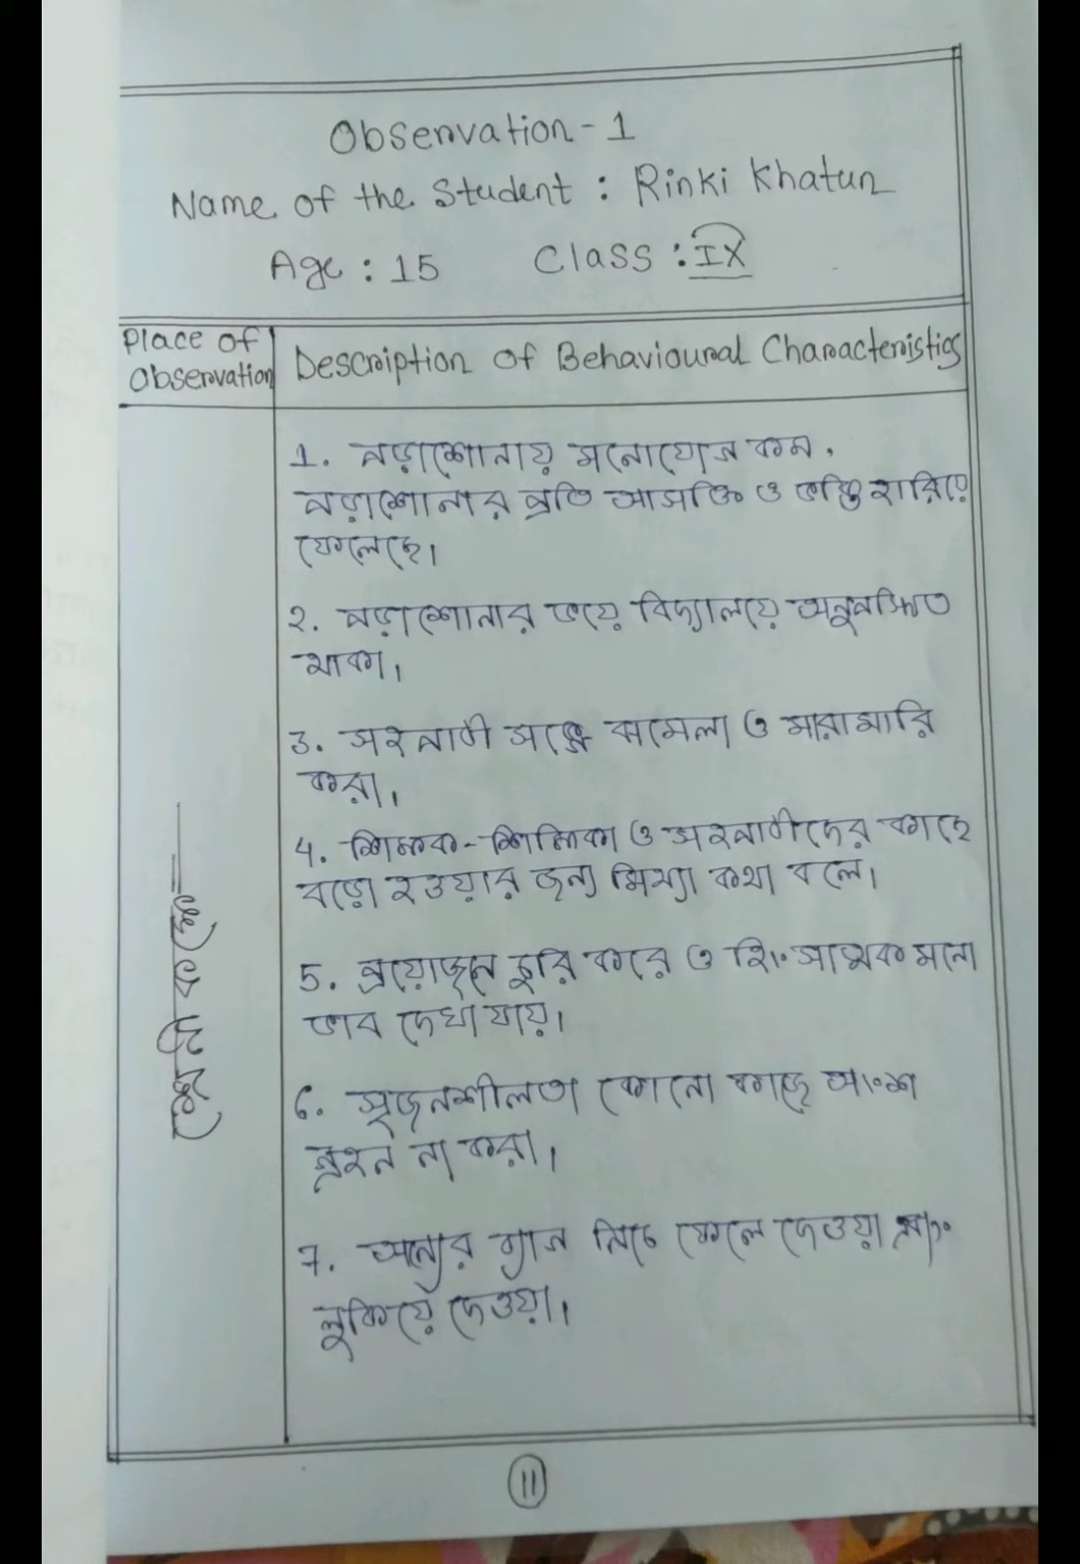 Observation - 1
Name of the Student : Rinki Khatun
Age : 15 Class : IX
Place of Observation
Description of Behavioural Characteristics
শ্রেণী কক্ষ
1. পড়াশোনায় মনোযোগ কম.
পড়াশোনার প্রতি আসক্তি ও ভক্তি হারিয়ে
ফেলেছে।
২. পড়াশোনার ভয়ে বিদ্যালয়ে অনুপস্থিত
থাকা।
3. সহপাঠী সঙ্গে ঝামেলা ও মারামারি
করা।
4. শিক্ষক-শিক্ষিকা ও সহপাঠীদের কাছে
বড়ো হওয়ার জন্য মিথ্যা কথা বলে।
5. প্রয়োজনে চুরি করে ও হিংসাত্মক মনো
ভাব দেখা যায়।
6. সৃজনশীলতা কোনো কাজে অংশ
গ্রহন না করা।
7. অন্যের ব্যাগ নিচে ফেলে দেওয়া
লুকিয়ে দেওয়া।
11